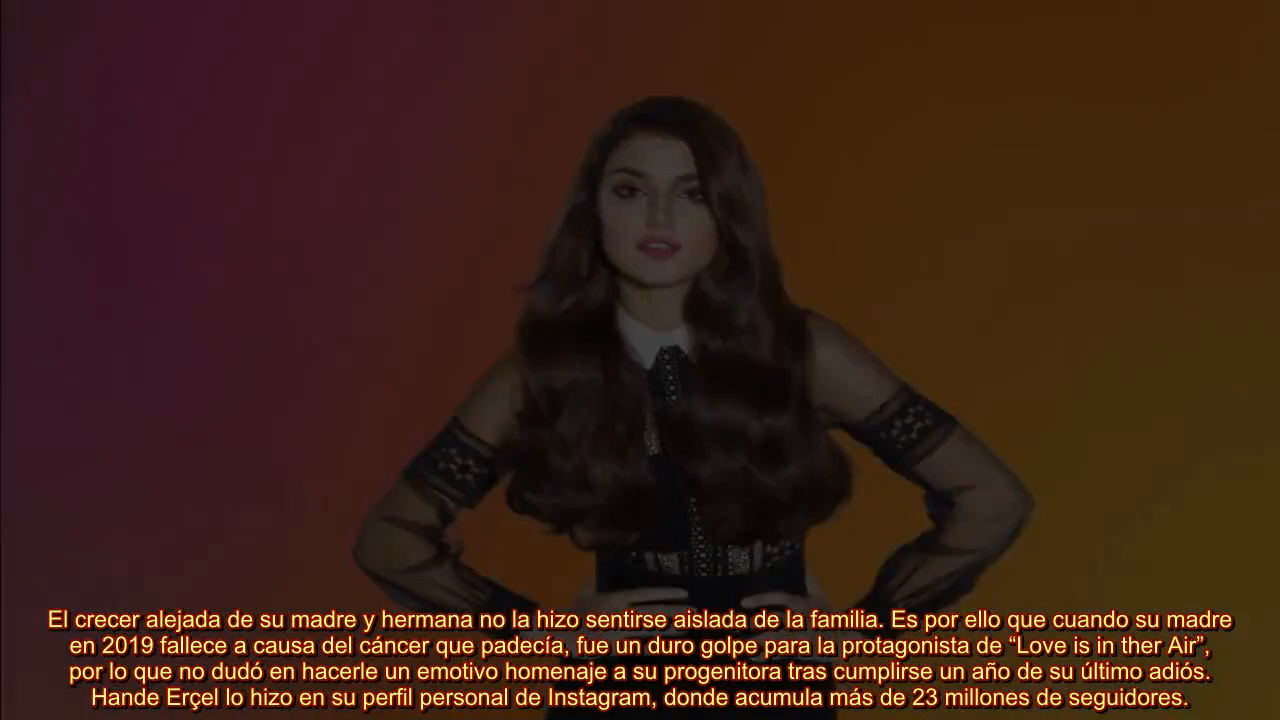 El crecer alejada de su madre y hermana no la hizo sentirse aislada de la familia. Es por ello que cuando su madre
en 2019 fallece a causa del cáncer que padecía, fue un duro golpe para la protagonista de “Love is in ther Air”,
por lo que no dudó en hacerle un emotivo homenaje a su progenitora tras cumplirse un año de su último adiós.
Hande Erçel lo hizo en su perfil personal de Instagram, donde acumula más de 23 millones de seguidores.